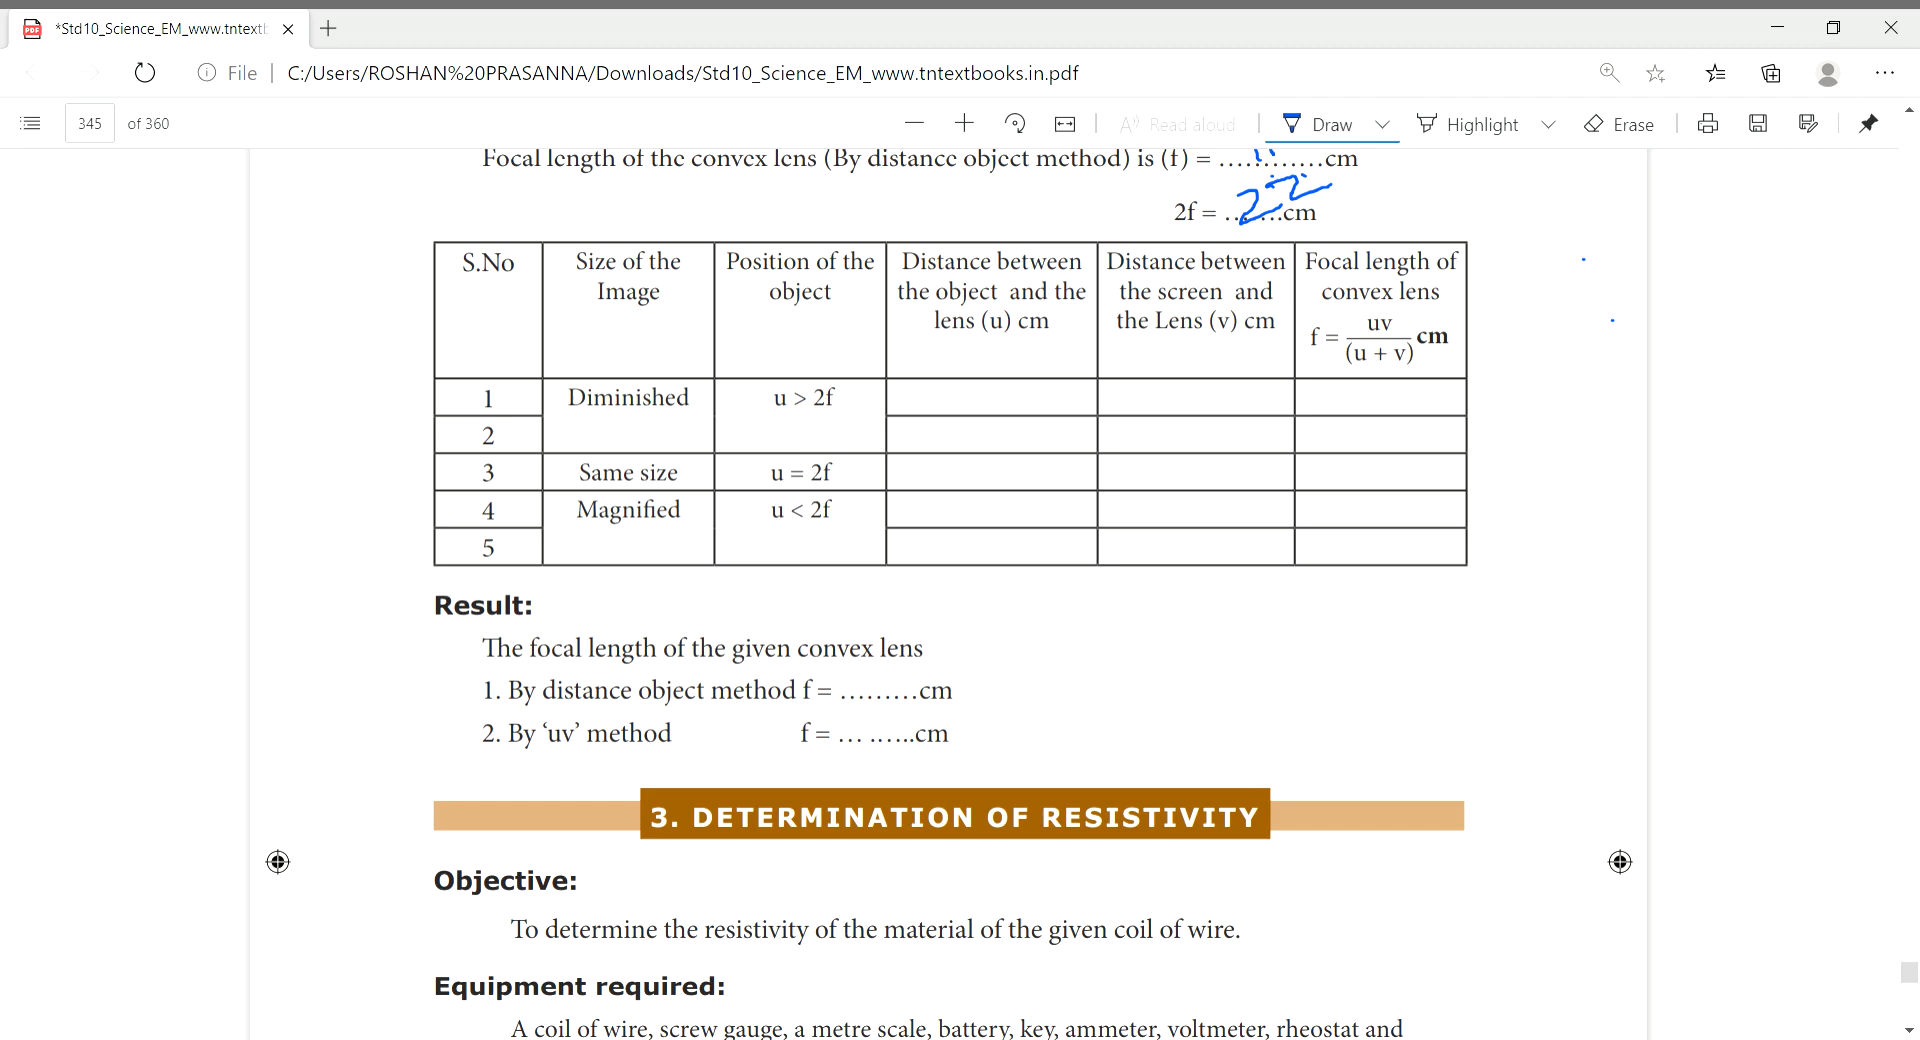 *Std10_Science_EM_www.tntextb
File | C:/Users/ROSHAN%20PRASANNA/Downloads/Std10_Science_EM_www.tntextbooks.in.pdf
345 of 360 Read aloud Draw Highlight Erase
Focal length of the convex lens (By distance object method) is (f) = ............cm
2f = 22 cm
S.No Size of the Image Position of the object Distance between the object and the lens (u) cm Distance between the screen and the Lens (v) cm Focal length of convex lens f = uv/(u + v) cm
1 Diminished u > 2f
2
3 Same size u = 2f
4 Magnified u < 2f
5
Result:
The focal length of the given convex lens
1. By distance object method f = .........cm
2. By ‘uv’ method f = ... ......cm
3. DETERMINATION OF RESISTIVITY
Objective:
To determine the resistivity of the material of the given coil of wire.
Equipment required:
A coil of wire, screw gauge, a metre scale, battery, key, ammeter, voltmeter, rheostat and